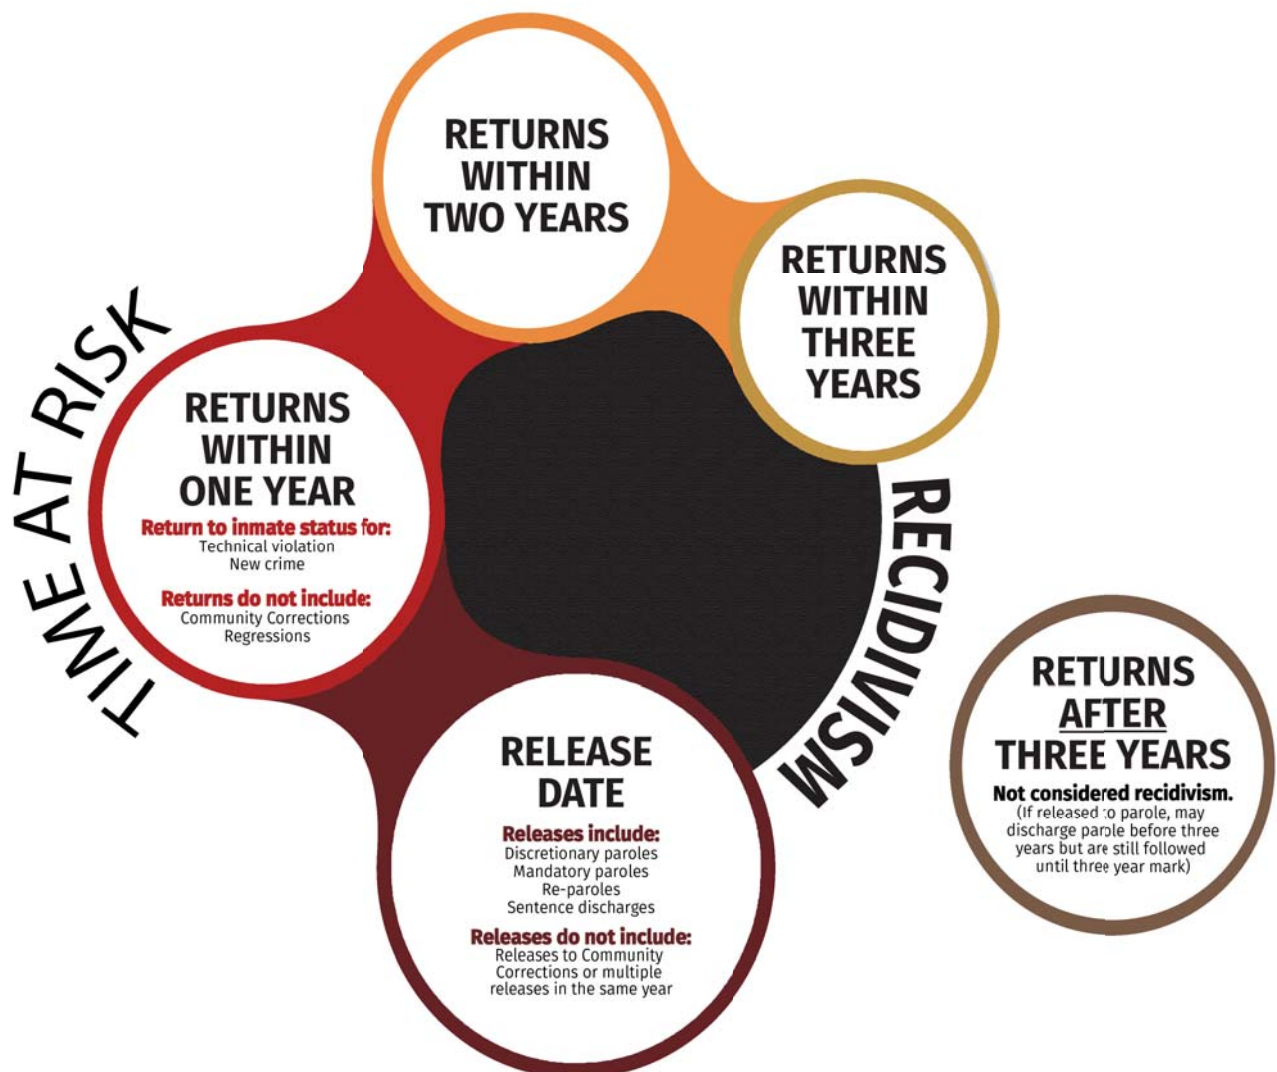 RETURNS
WITHIN
TWO YEARS
RETURNS
WITHIN
THREE
YEARS
TIME AT RISK
RETURNS
WITHIN
ONE YEAR
Return to inmate status for:
Technical violation
New crime
Returns do not include:
Community Corrections
Regressions
RECIDIVISM
RELEASE
DATE
Releases include:
Discretionary paroles
Mandatory paroles
Re-paroles
Sentence discharges
Releases do not include:
Releases to Community
Corrections or multiple
releases in the same year
RETURNS
AFTER
THREE YEARS
Not considered recidivism.
(If released to parole, may
discharge parole before three
years but are still followed
until three year mark)